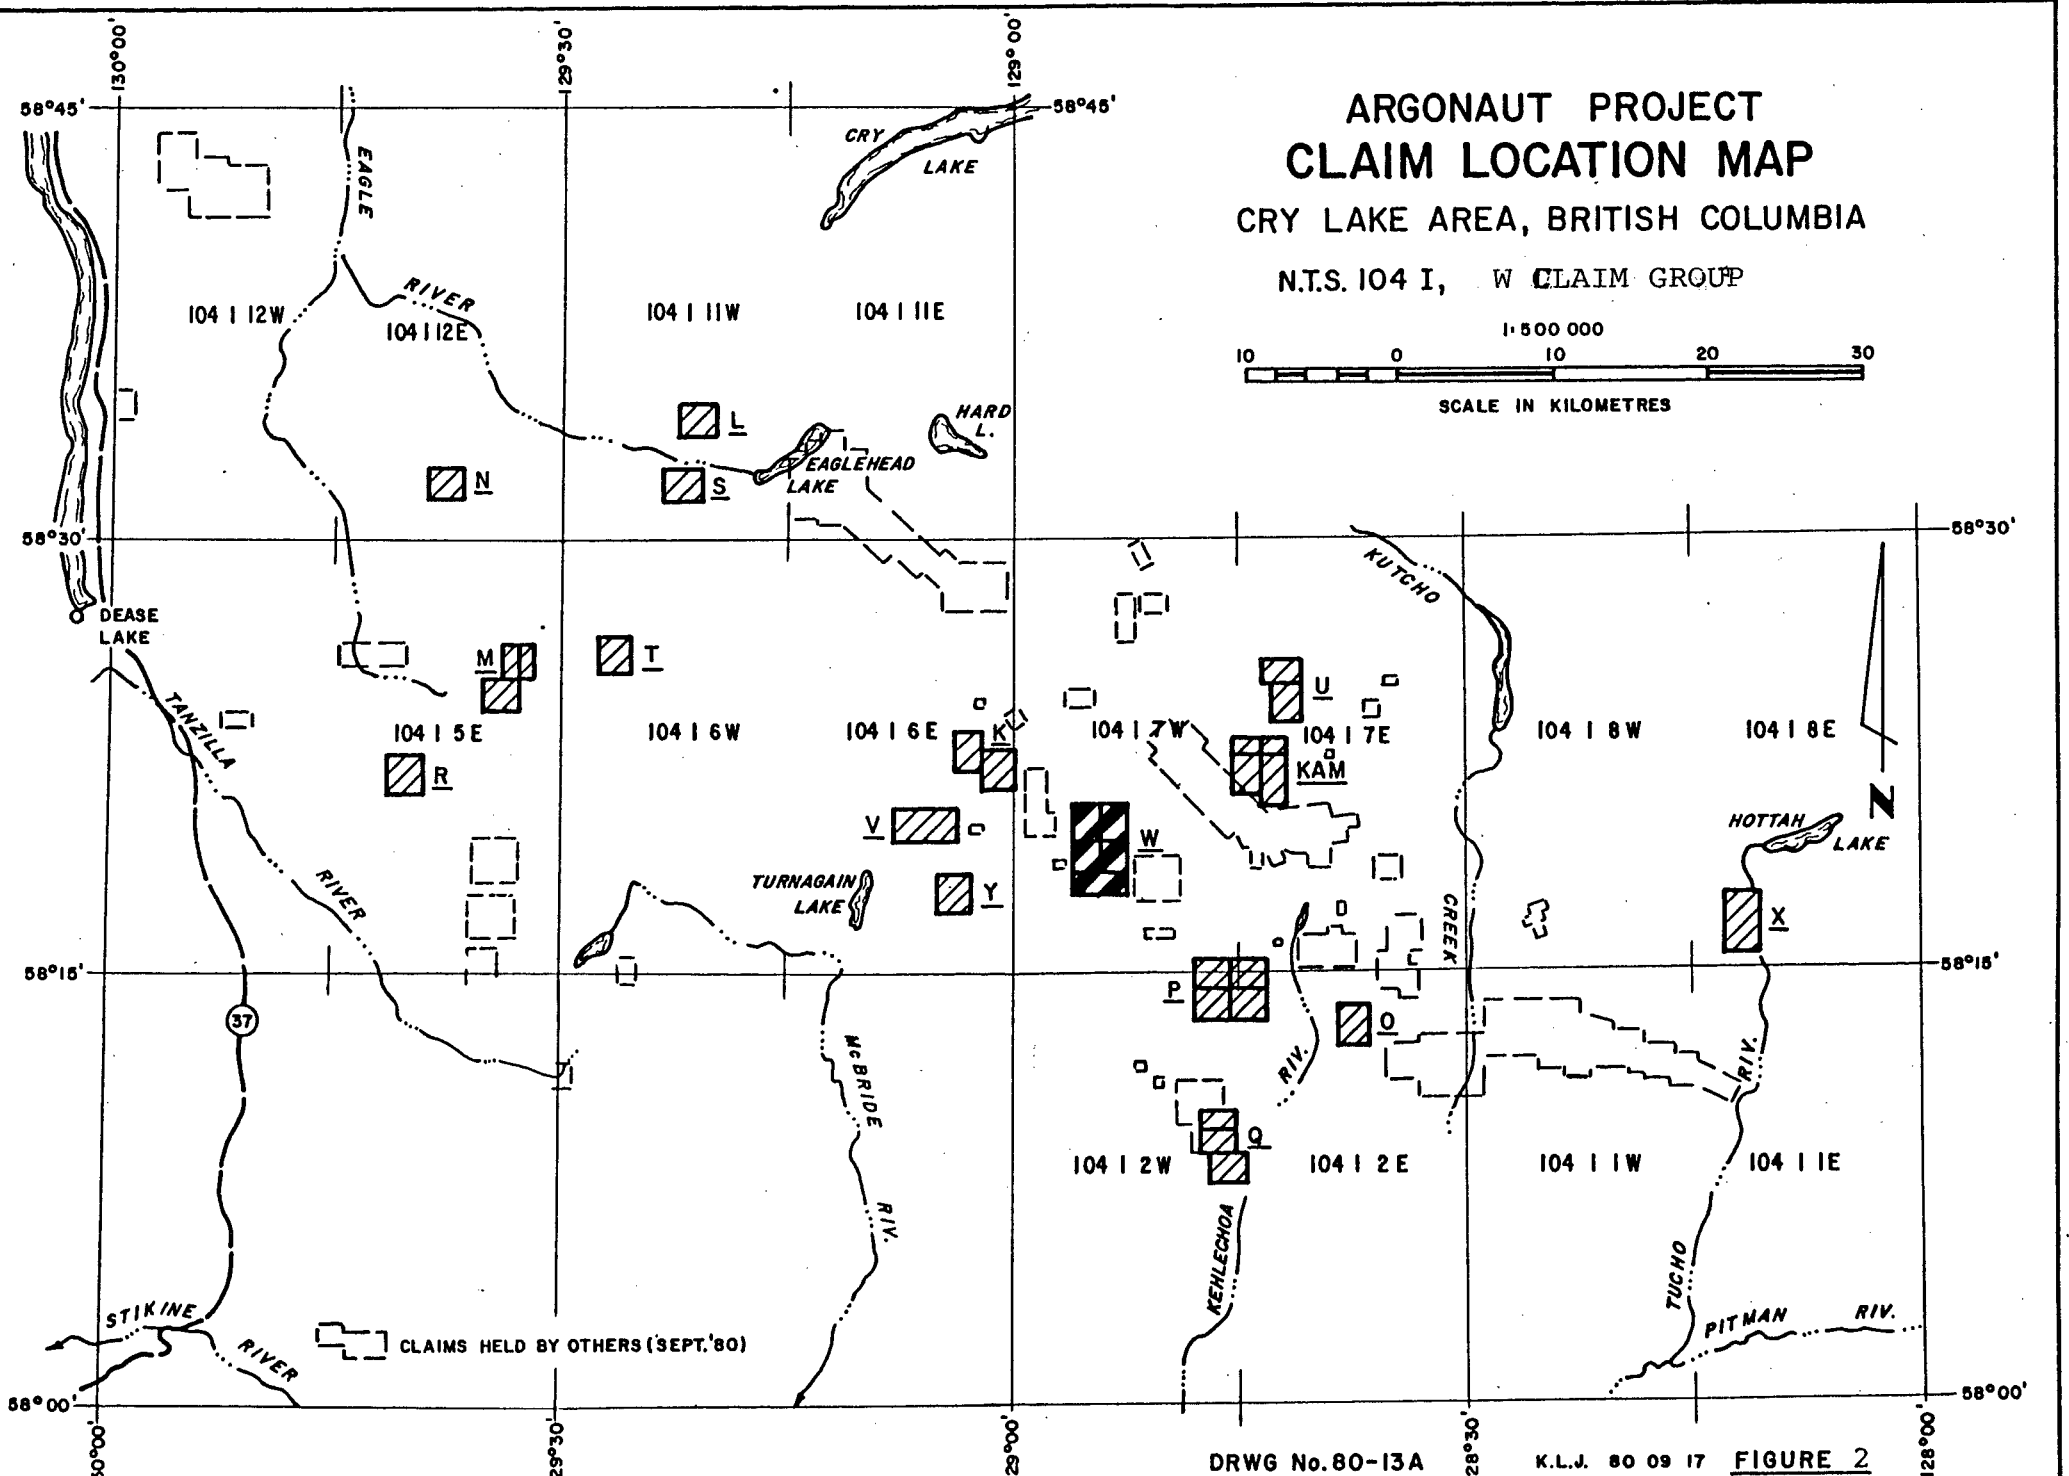 130°00'
129°30'
129°00'
58°45'
58°45'
ARGONAUT PROJECT
CLAIM LOCATION MAP
CRY LAKE AREA, BRITISH COLUMBIA
N.T.S. 104 I, W CLAIM GROUP
1:500 000
10 0 10 20 30
SCALE IN KILOMETRES
CRY
LAKE
EAGLE
RIVER
104 I 12W
104 I 12E
104 I 11W
104 I 11E
L
HARD
L.
EAGLEHEAD
LAKE
N
S
58°30'
58°30'
KUTCHO
DEASE
LAKE
M
T
U
TANZILLA
104 I 5E
104 I 6W
104 I 6E
K
104 I 7W
104 I 7E
104 I 8W
104 I 8E
R
KAM
N
V
W
HOTTAH
LAKE
RIVER
TURNAGAIN
LAKE
Y
CREEK
X
58°15'
58°15'
P
O
37
McBRIDE
RIV.
RIV.
Q
104 I 2W
104 I 2E
104 I 1W
104 I 1E
RIV.
KEHLECHOA
TUCHO
STIKINE
RIVER
PITMAN RIV.
CLAIMS HELD BY OTHERS (SEPT.'80)
58°00'
58°00'
30°00'
29°30'
129°00'
28°30'
128°00'
DRWG No. 80-13A K.L.J. 80 09 17 FIGURE 2